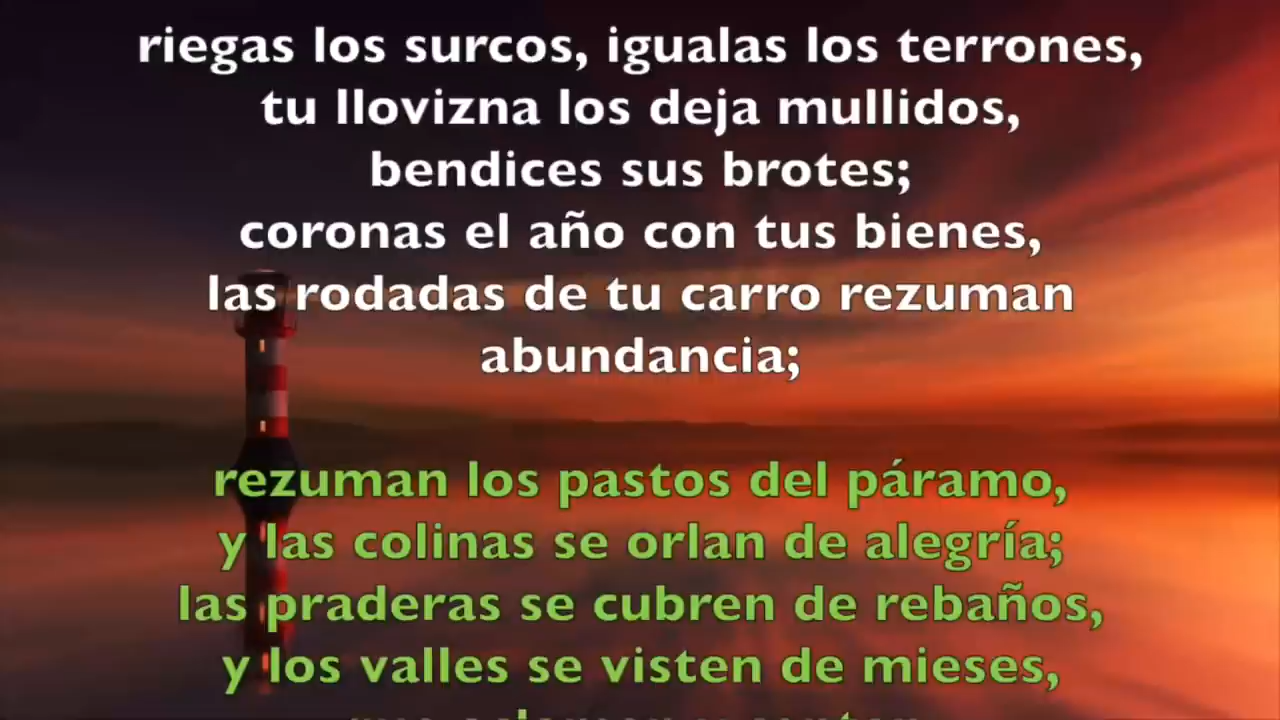 riegas los surcos, igualas los terrones,
tu llovizna los deja mullidos,
bendices sus brotes;
coronas el año con tus bienes,
las rodadas de tu carro rezuman
abundancia;
rezuman los pastos del páramo,
y las colinas se orlan de alegría;
las praderas se cubren de rebaños,
y los valles se visten de mieses,